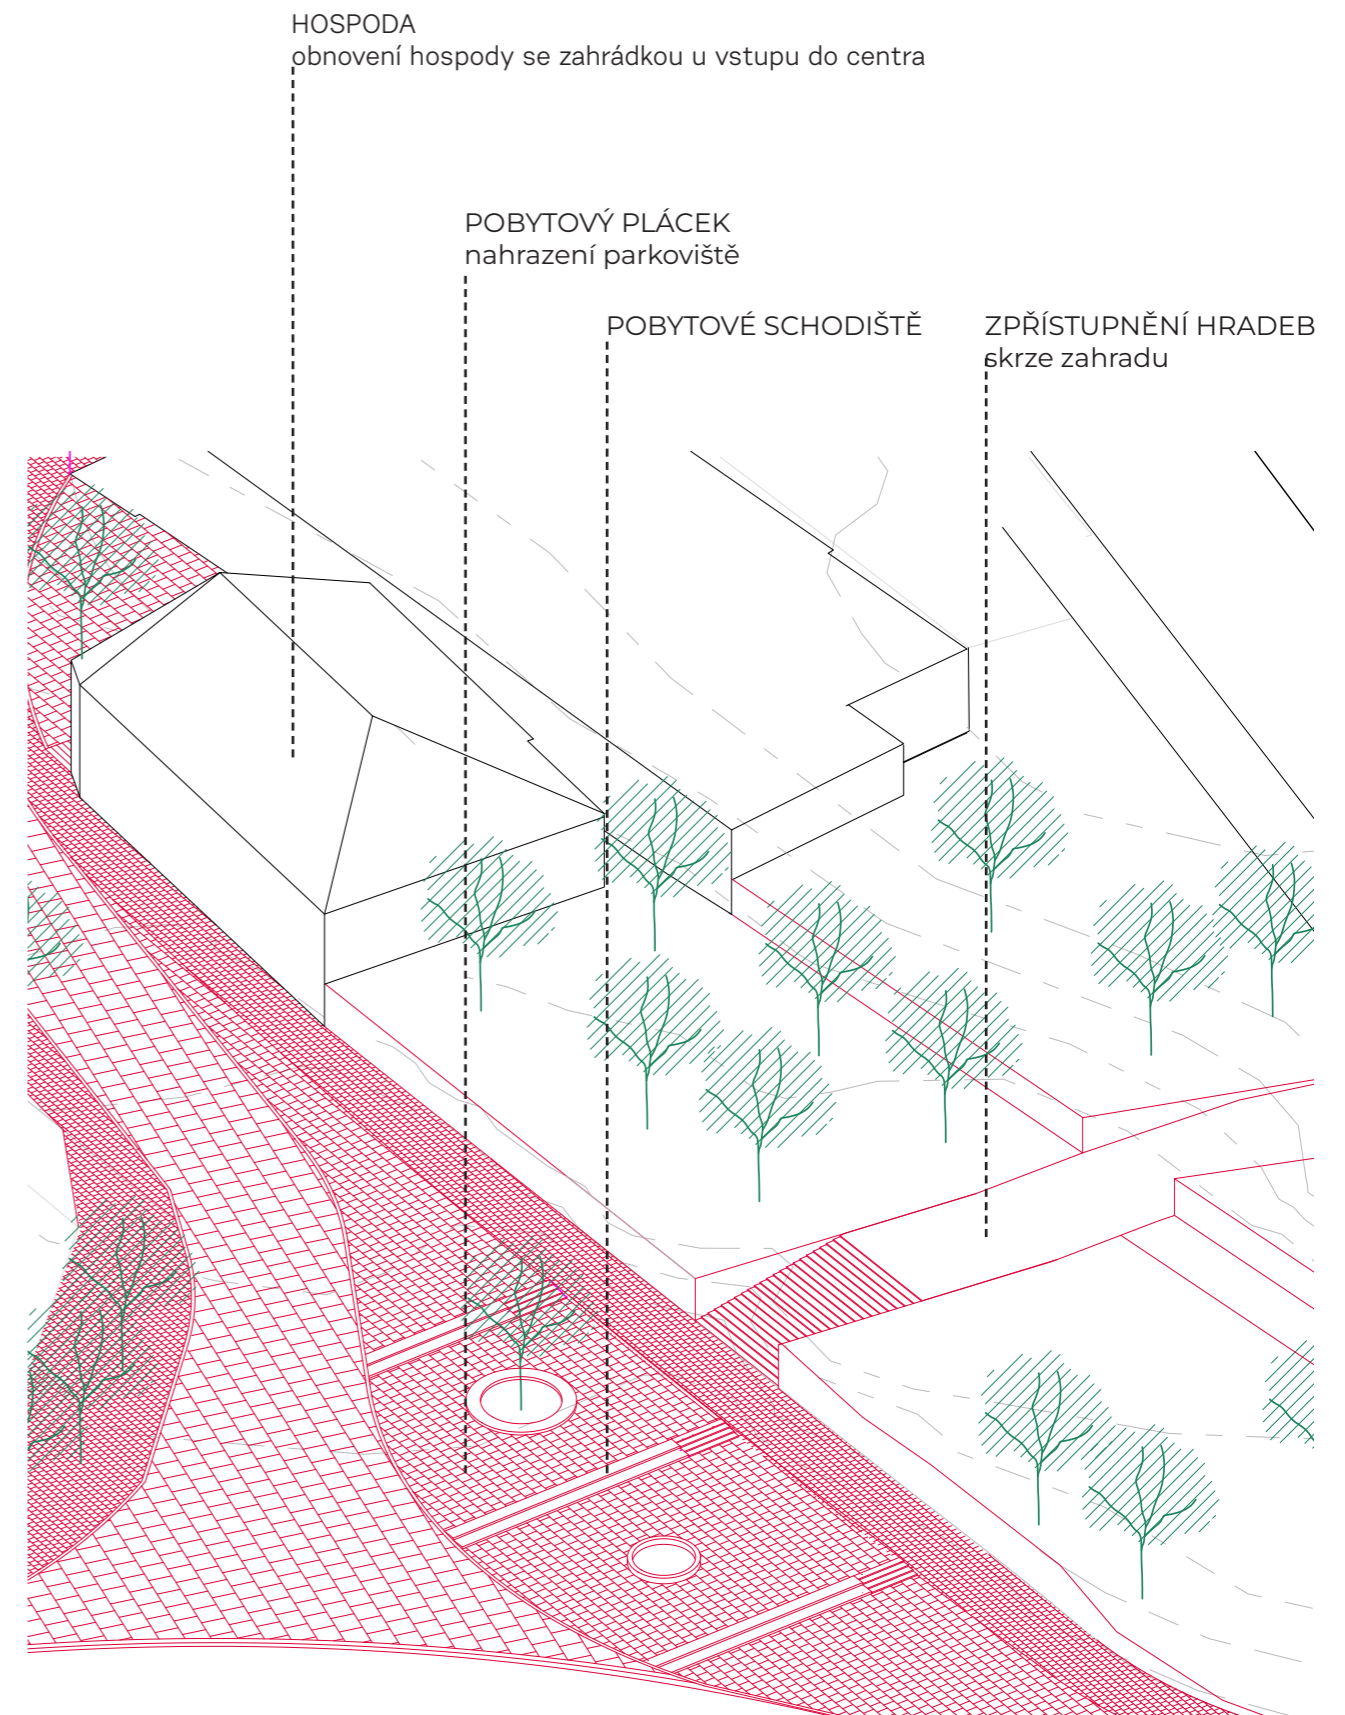 HOSPODA
obnovení hospody se zahrádkou u vstupu do centra
POBYTOVÝ PLÁCEK
nahrazení parkoviště
POBYTOVÉ SCHODIŠTĚ
ZPŘÍSTUPNĚNÍ HRADEB
skrze zahradu